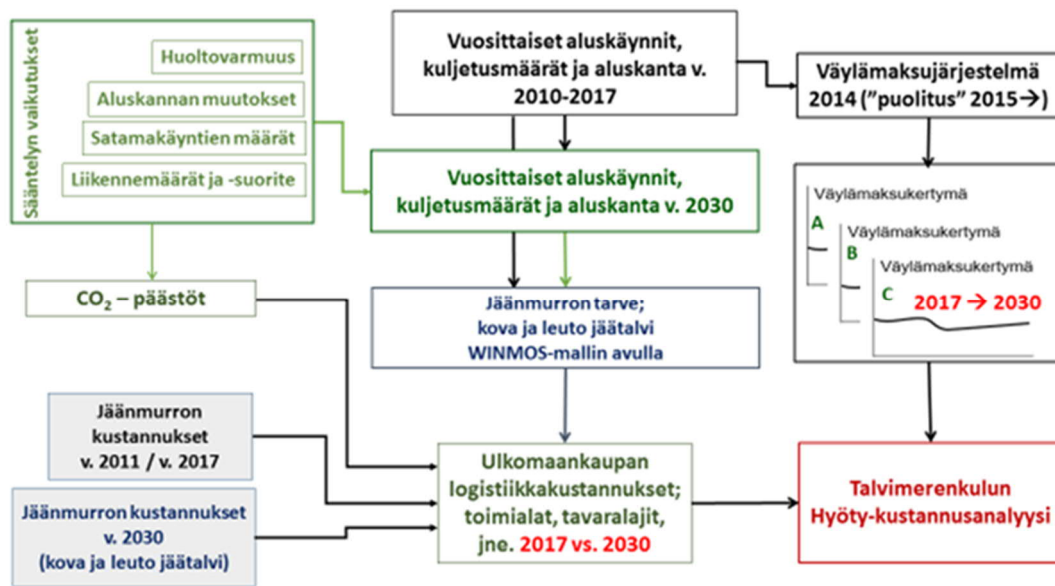 Sääntelyn vaikutukset
Huoltovarmuus
Aluskannan muutokset
Satamakäyntien määrät
Liikennemäärät ja -suorite
Vuosittaiset aluskäynnit,
kuljetusmäärät ja aluskanta v.
2010-2017
Väylämaksujärjestelmä
2014 ("puolitus" 2015→)
Vuosittaiset aluskäynnit,
kuljetusmäärät ja aluskanta v. 2030
Väylämaksukertymä
A
Väylämaksukertymä
B
Väylämaksukertymä
C
2017 → 2030
CO₂ – päästöt
Jäänmurron tarve;
kova ja leuto jäätalvi
WINMOS-mallin avulla
Jäänmurron
kustannukset
v. 2011 / v. 2017
Jäänmurron kustannukset
v. 2030
(kova ja leuto jäätalvi)
Ulkomaankaupan
logistiikkakustannukset;
toimialat, tavaralajit,
jne. 2017 vs. 2030
Talvimerenkulun
Hyöty-kustannusanalyysi